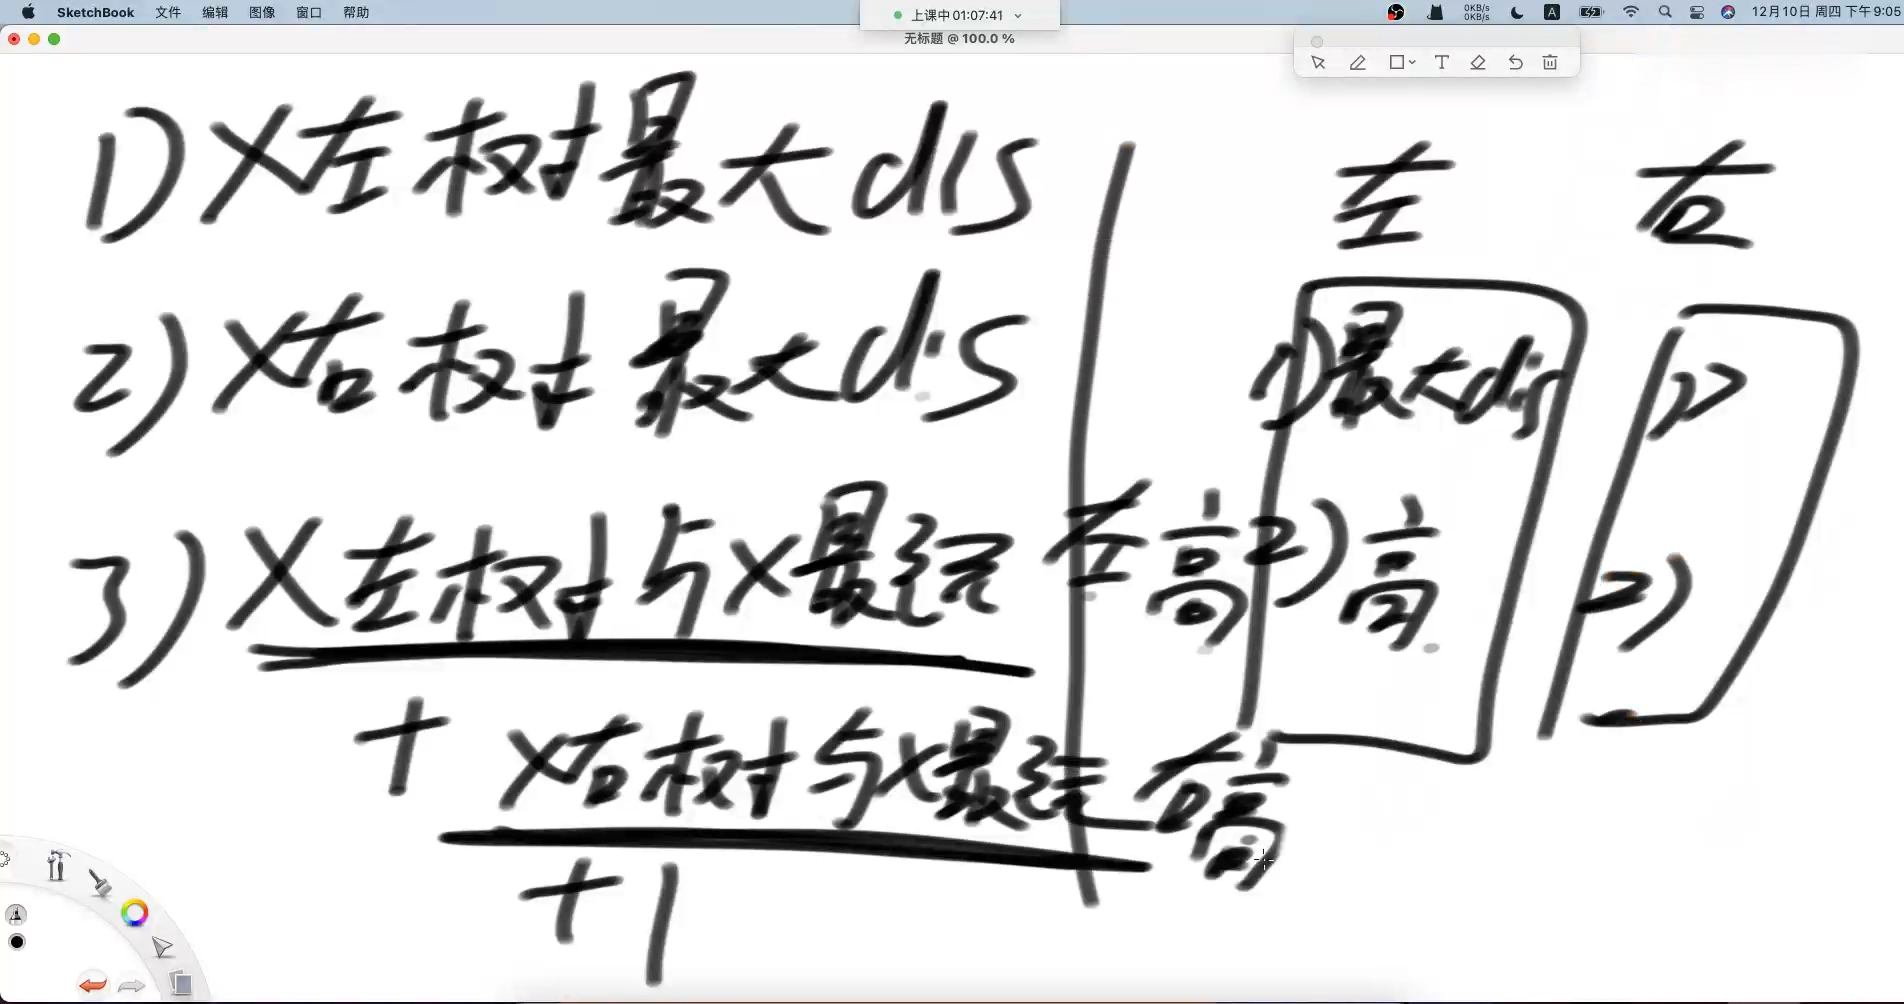 SketchBook 文件 编辑 图像 窗口 帮助
上课中 01:07:41
0KB/s
0KB/s
A
12月10日 周四 下午9:05
无标题 @ 100.0 %
T
1) X左树最大dis
2) X右树最大dis
3) X左树与X最远 左高
+ X右树与X最远 右高
+1
左 右
1) 最大dis 1)
2) 高 2)